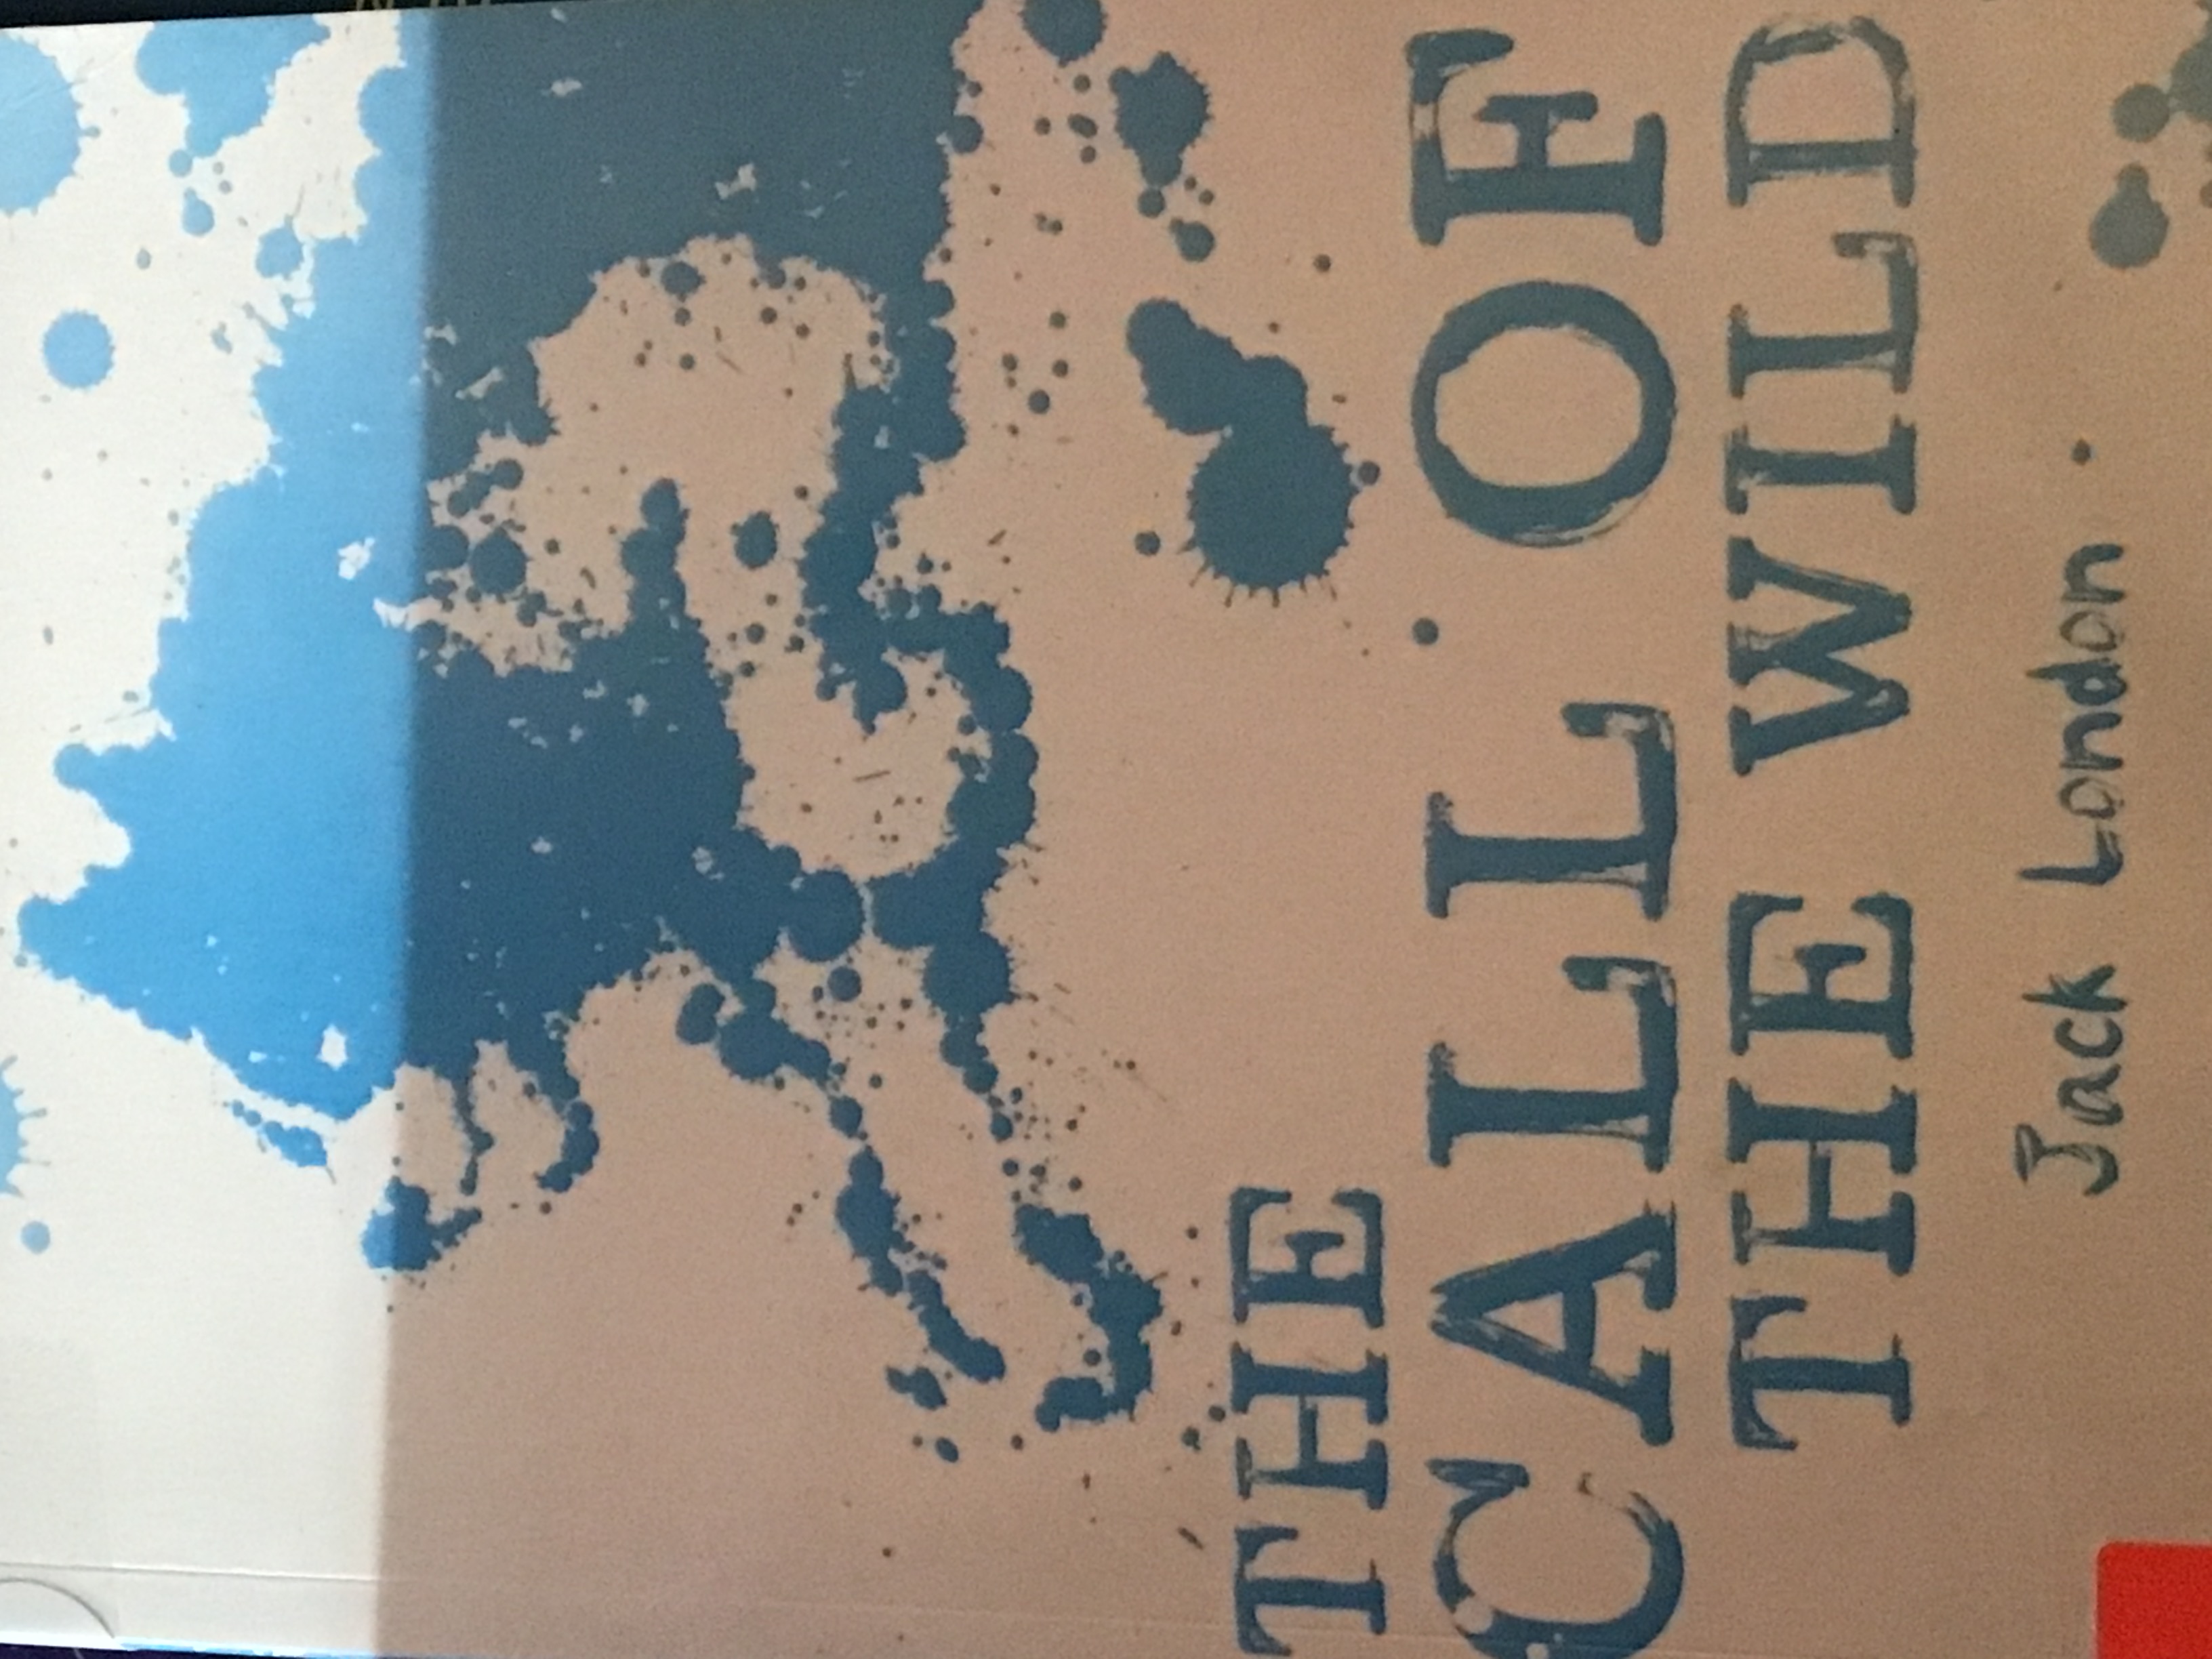 THE
CALL OF
THE WILD
Jack London